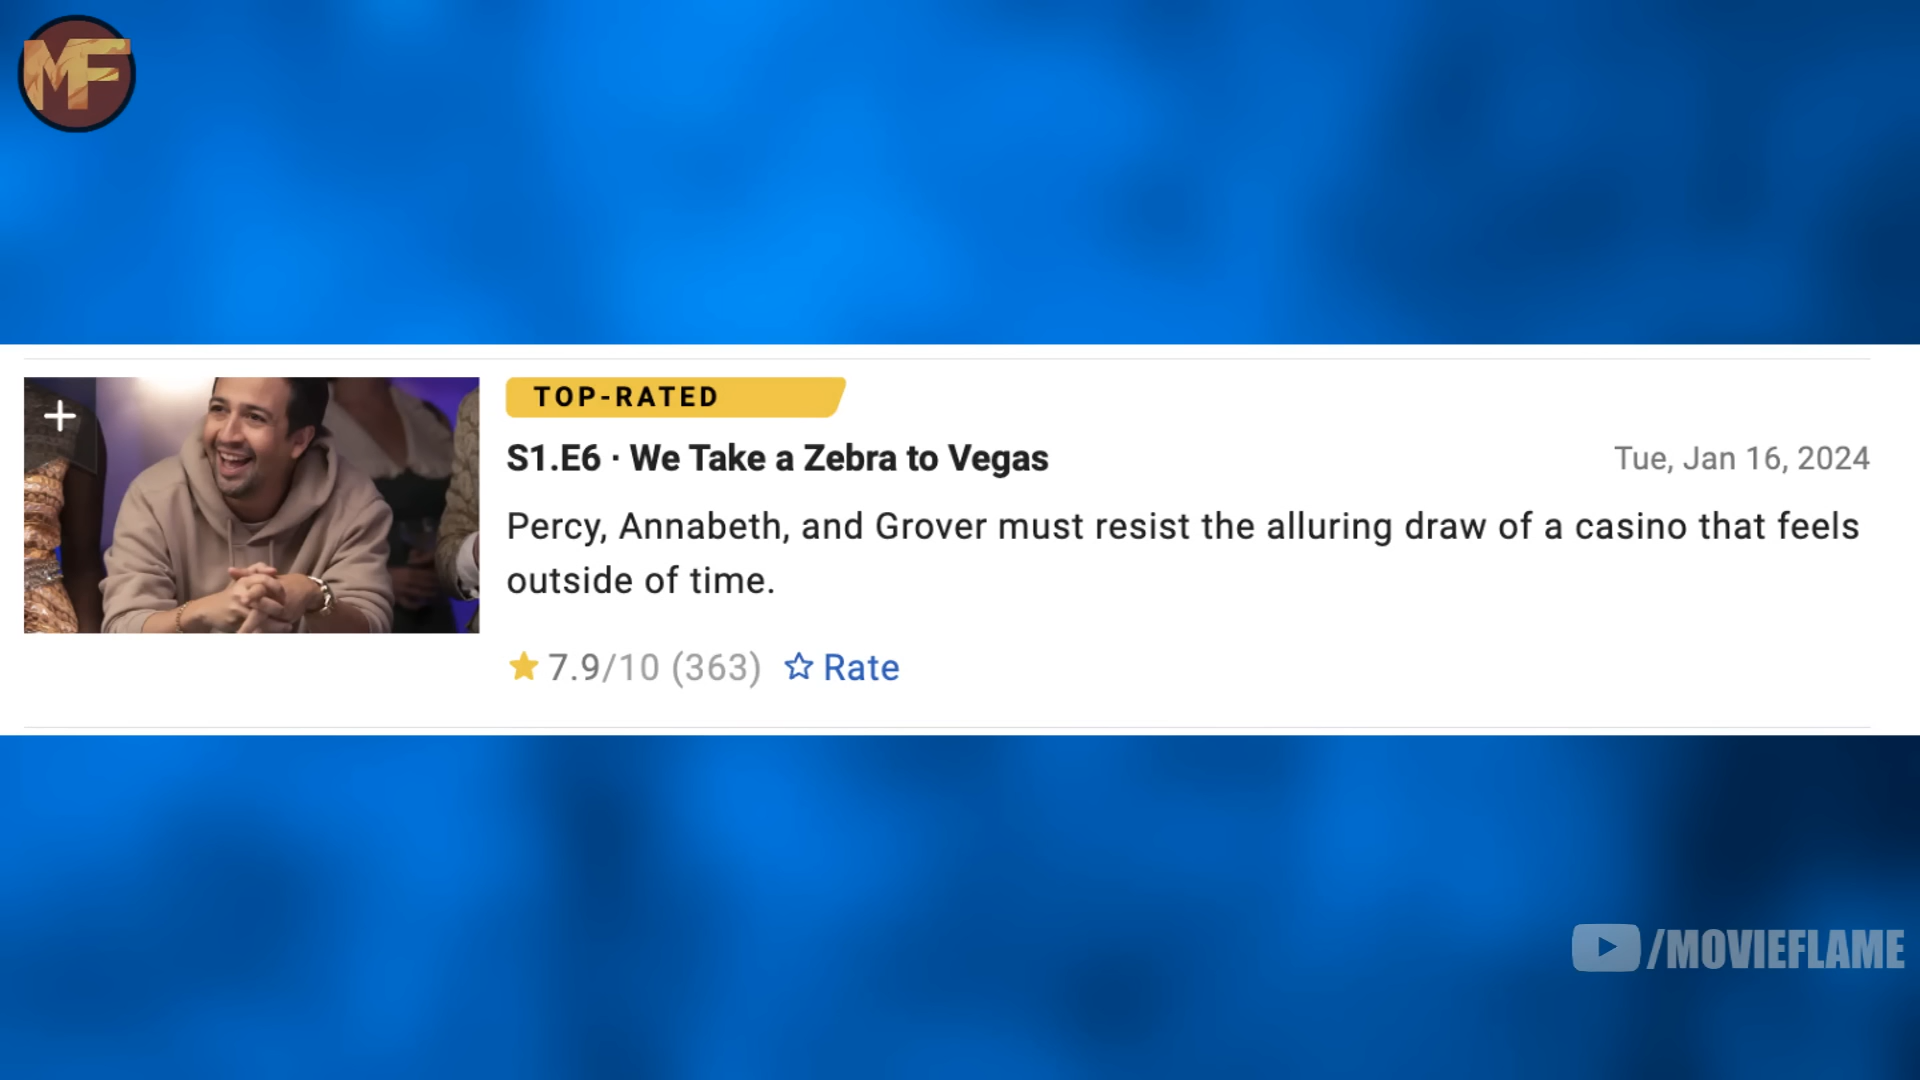 MF
TOP-RATED
S1.E6 · We Take a Zebra to Vegas
Tue, Jan 16, 2024
Percy, Annabeth, and Grover must resist the alluring draw of a casino that feels
outside of time.
7.9/10 (363) Rate
/MOVIEFLAME